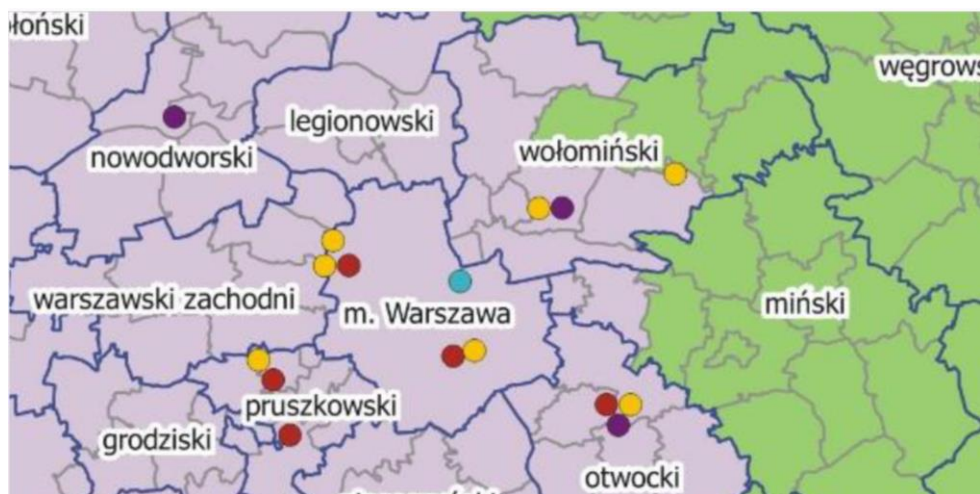 łoński
węgrows
legionowski
wołomiński
nowodworski
warszawski zachodni
m. Warszawa
miński
pruszkowski
grodziski
otwocki